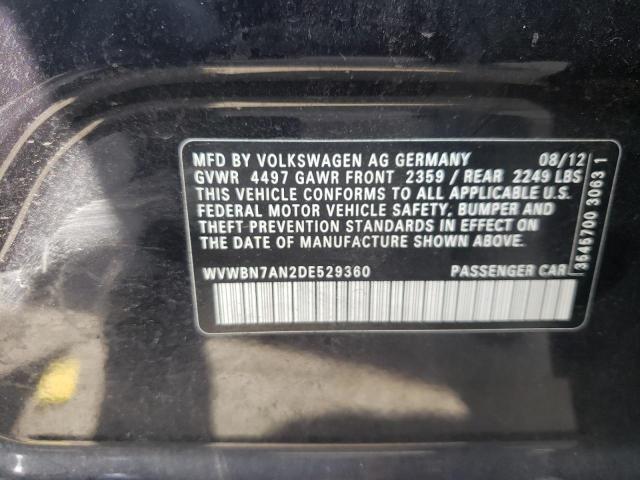 MFD BY VOLKSWAGEN AG GERMANY 08/12
GVWR 4497 GAWR FRONT 2359 / REAR 2249 LBS
THIS VEHICLE CONFORMS TO ALL APPLICABLE U.S.
FEDERAL MOTOR VEHICLE SAFETY, BUMPER AND
THEFT PREVENTION STANDARDS IN EFFECT ON
THE DATE OF MANUFACTURE SHOWN ABOVE.
WVWBN7AN2DE529360 PASSENGER CAR
3545700 3063 1